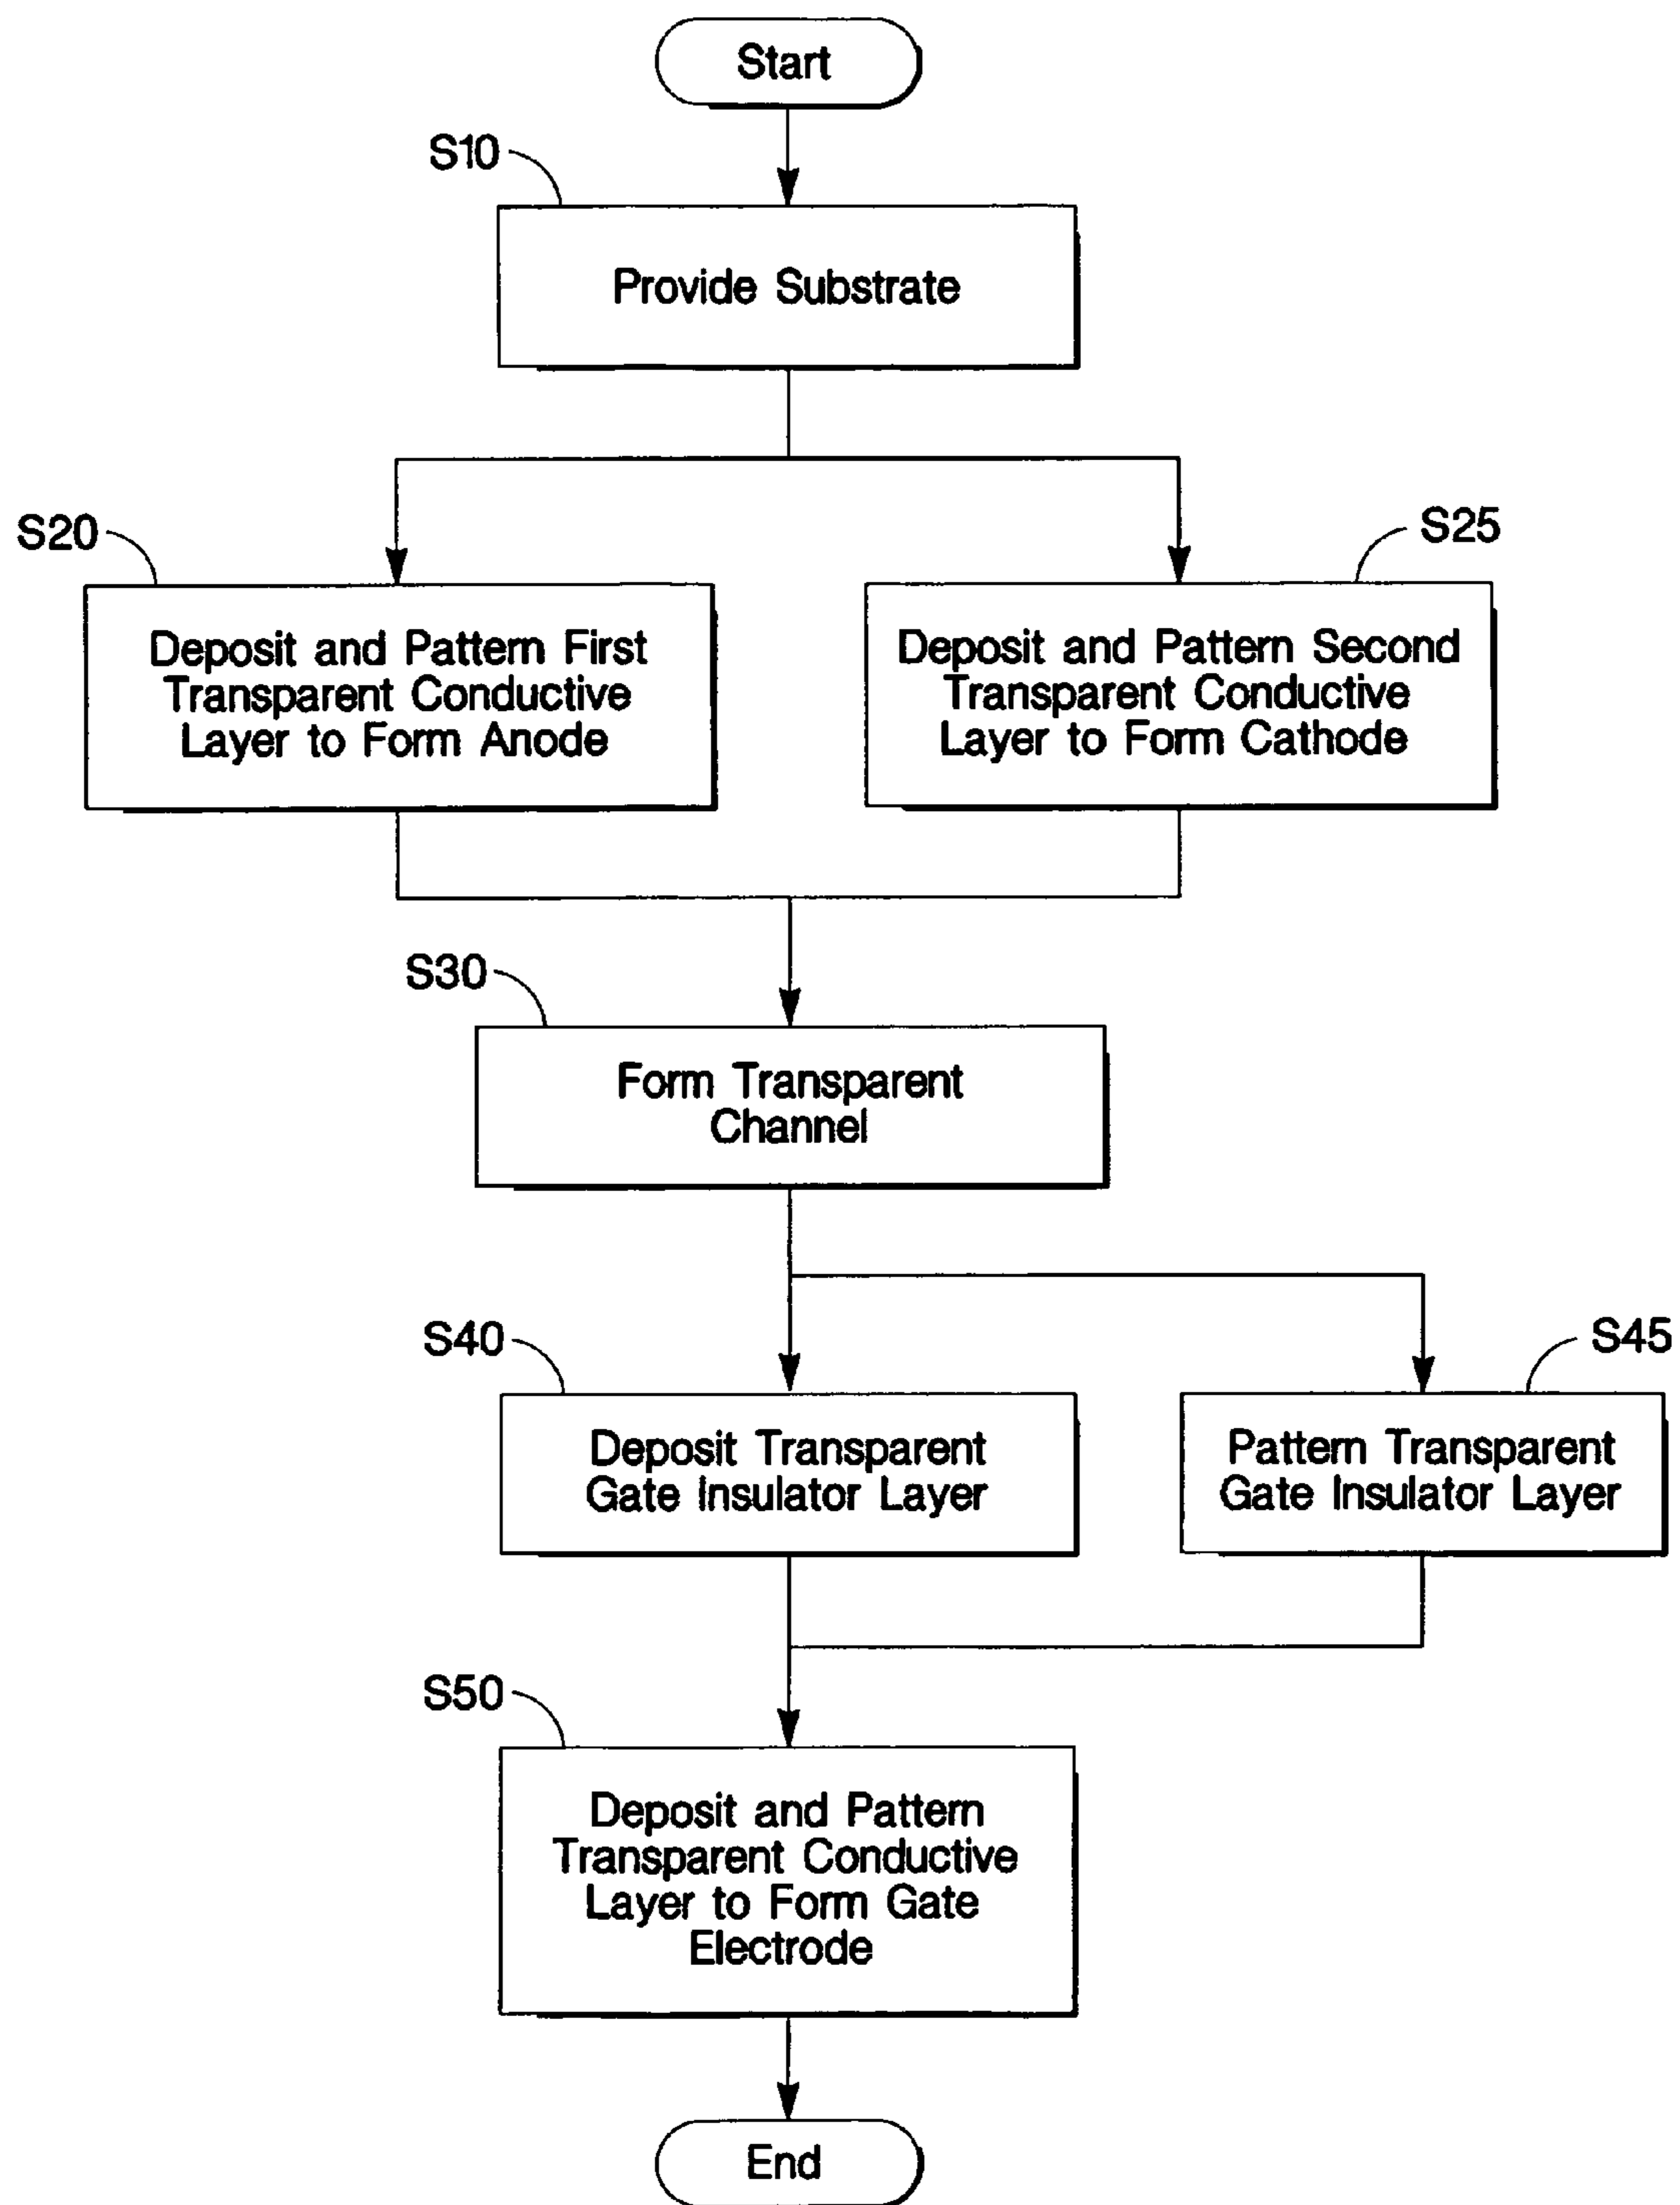 Start
S10
Provide Substrate
S20
S25
Deposit and Pattern First
Transparent Conductive
Layer to Form Anode
Deposit and Pattern Second
Transparent Conductive
Layer to Form Cathode
S30
Form Transparent
Channel
S40
S45
Deposit Transparent
Gate Insulator Layer
Pattern Transparent
Gate Insulator Layer
S50
Deposit and Pattern
Transparent Conductive
Layer to Form Gate
Electrode
End